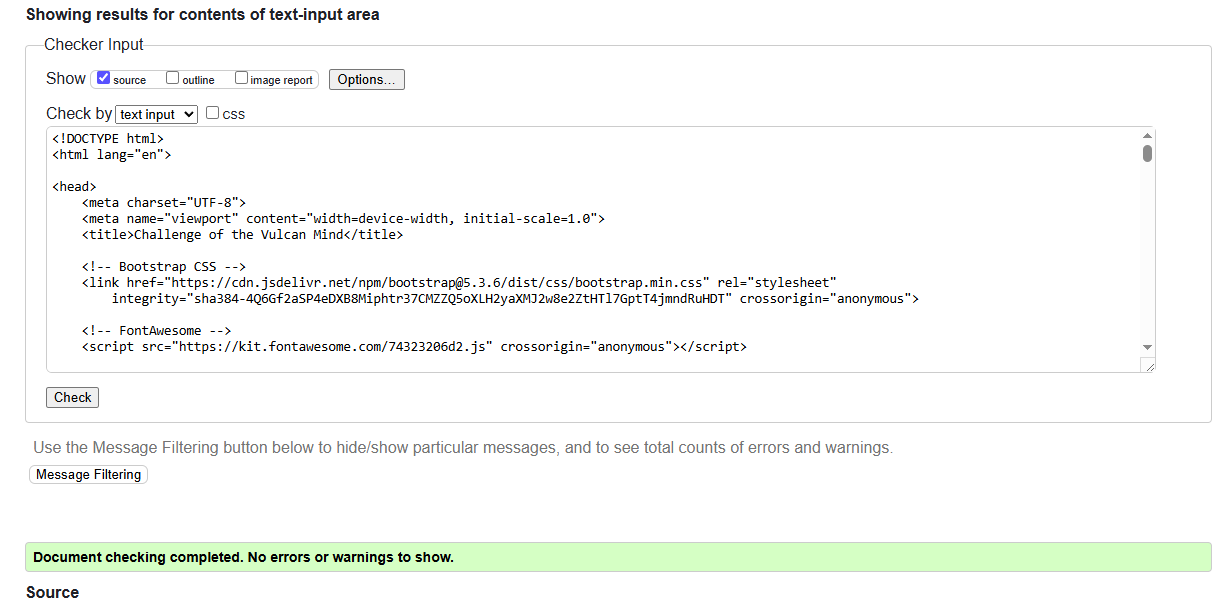 Showing results for contents of text-input area
Checker Input
Show source outline image report Options...
Check by text input css
<!DOCTYPE html>
<html lang="en">
<head>
<meta charset="UTF-8">
<meta name="viewport" content="width=device-width, initial-scale=1.0">
<title>Challenge of the Vulcan Mind</title>
<!-- Bootstrap CSS -->
<link href="https://cdn.jsdelivr.net/npm/bootstrap@5.3.6/dist/css/bootstrap.min.css" rel="stylesheet"
integrity="sha384-4Q6Gf2aSP4eDXB8Miphtr37CMZZQ5oXLH2yaXMJ2w8e2ZtHTl7GptT4jmndRuHDT" crossorigin="anonymous">
<!-- FontAwesome -->
<script src="https://kit.fontawesome.com/74323206d2.js" crossorigin="anonymous"></script>
Check
Use the Message Filtering button below to hide/show particular messages, and to see total counts of errors and warnings.
Message Filtering
Document checking completed. No errors or warnings to show.
Source